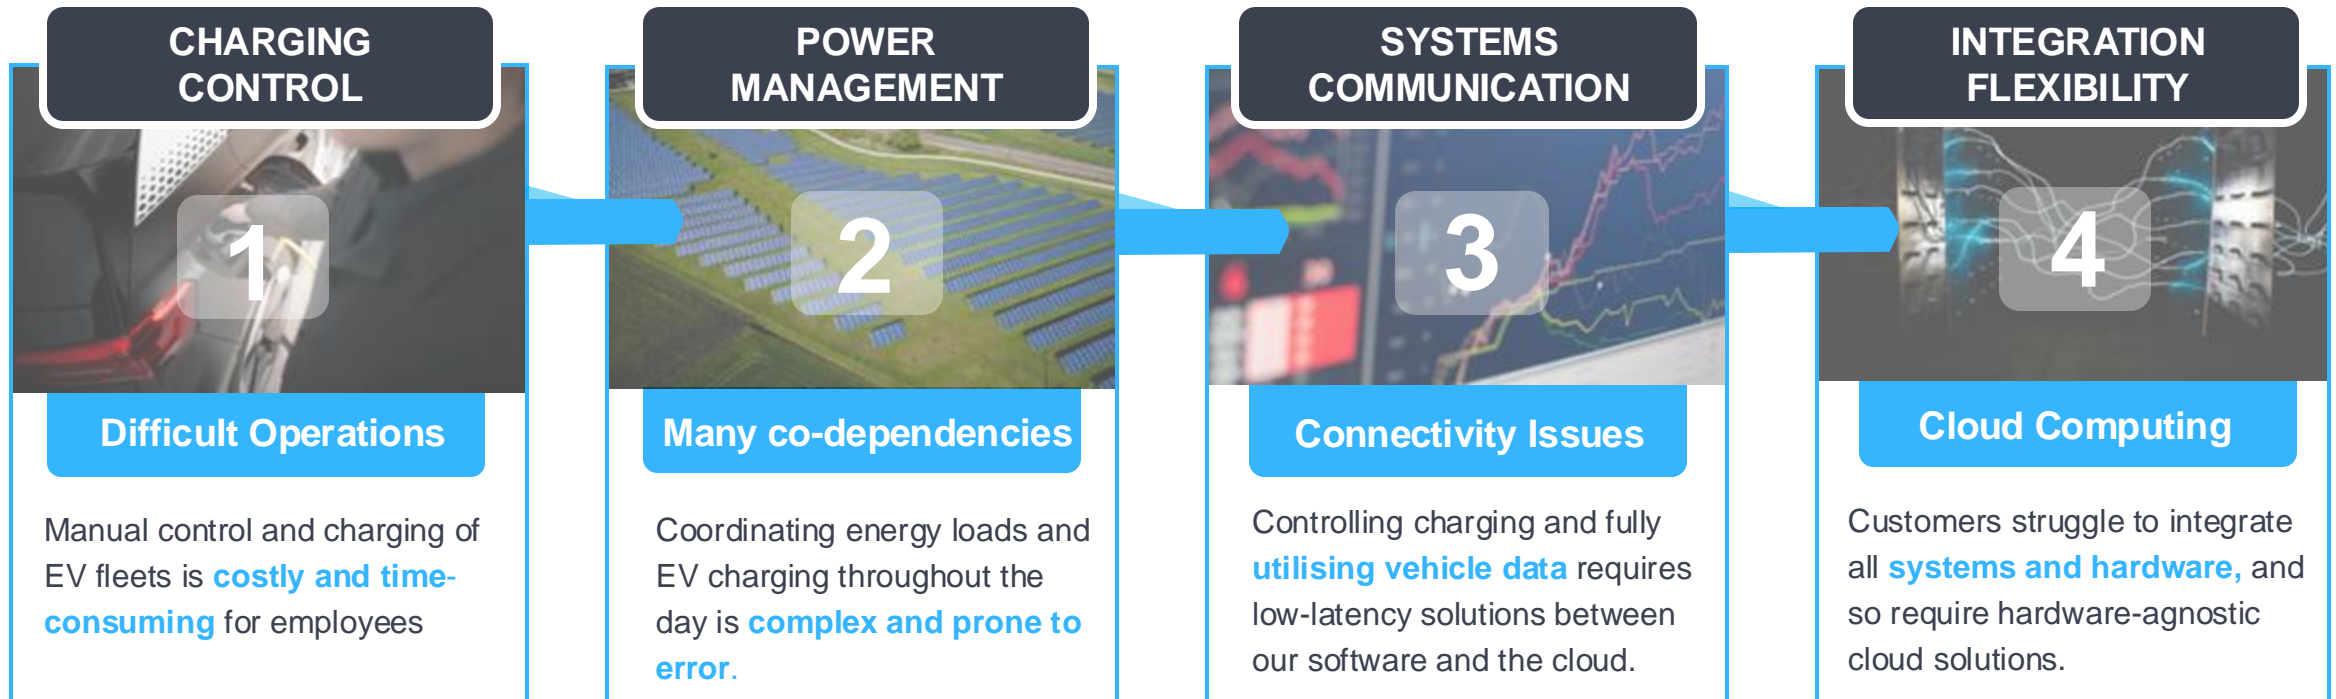 CHARGING
CONTROL
1
Difficult Operations
Manual control and charging of
EV fleets is costly and time-
consuming for employees
POWER
MANAGEMENT
2
Many co-dependencies
Coordinating energy loads and
EV charging throughout the
day is complex and prone to
error.
SYSTEMS
COMMUNICATION
3
Connectivity Issues
Controlling charging and fully
utilising vehicle data requires
low-latency solutions between
our software and the cloud.
INTEGRATION
FLEXIBILITY
4
Cloud Computing
Customers struggle to integrate
all systems and hardware, and
so require hardware-agnostic
cloud solutions.